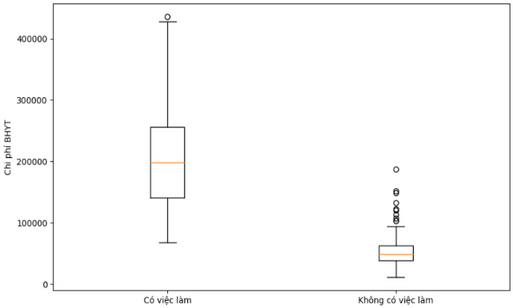 Chi phí BHYT
400000
300000
200000
100000
0
Có việc làm
Không có việc làm